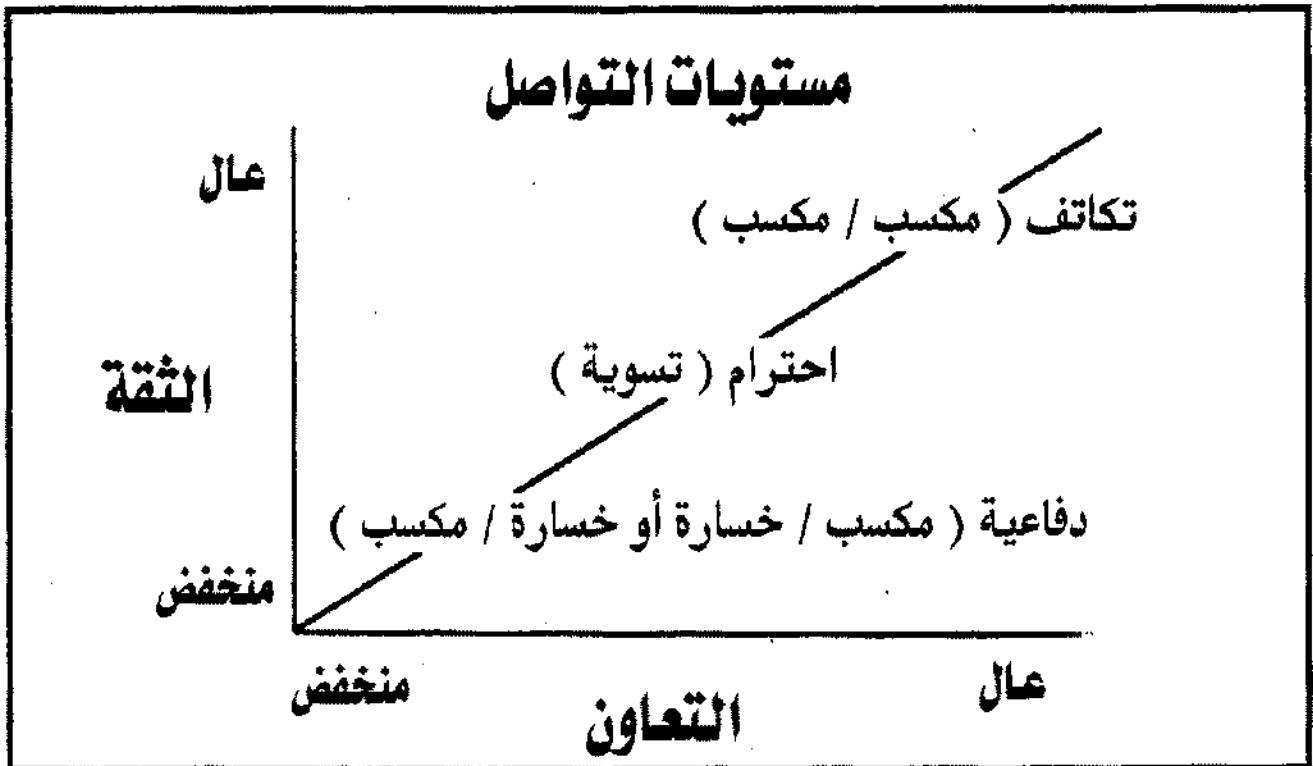 مستويات التواصل
عال
تكاتف ( مكسب / مكسب )
احترام ( تسوية )
الثقة
دفاعية ( مكسب / خسارة أو خسارة / مكسب )
منخفض
منخفض
عال
التعاون